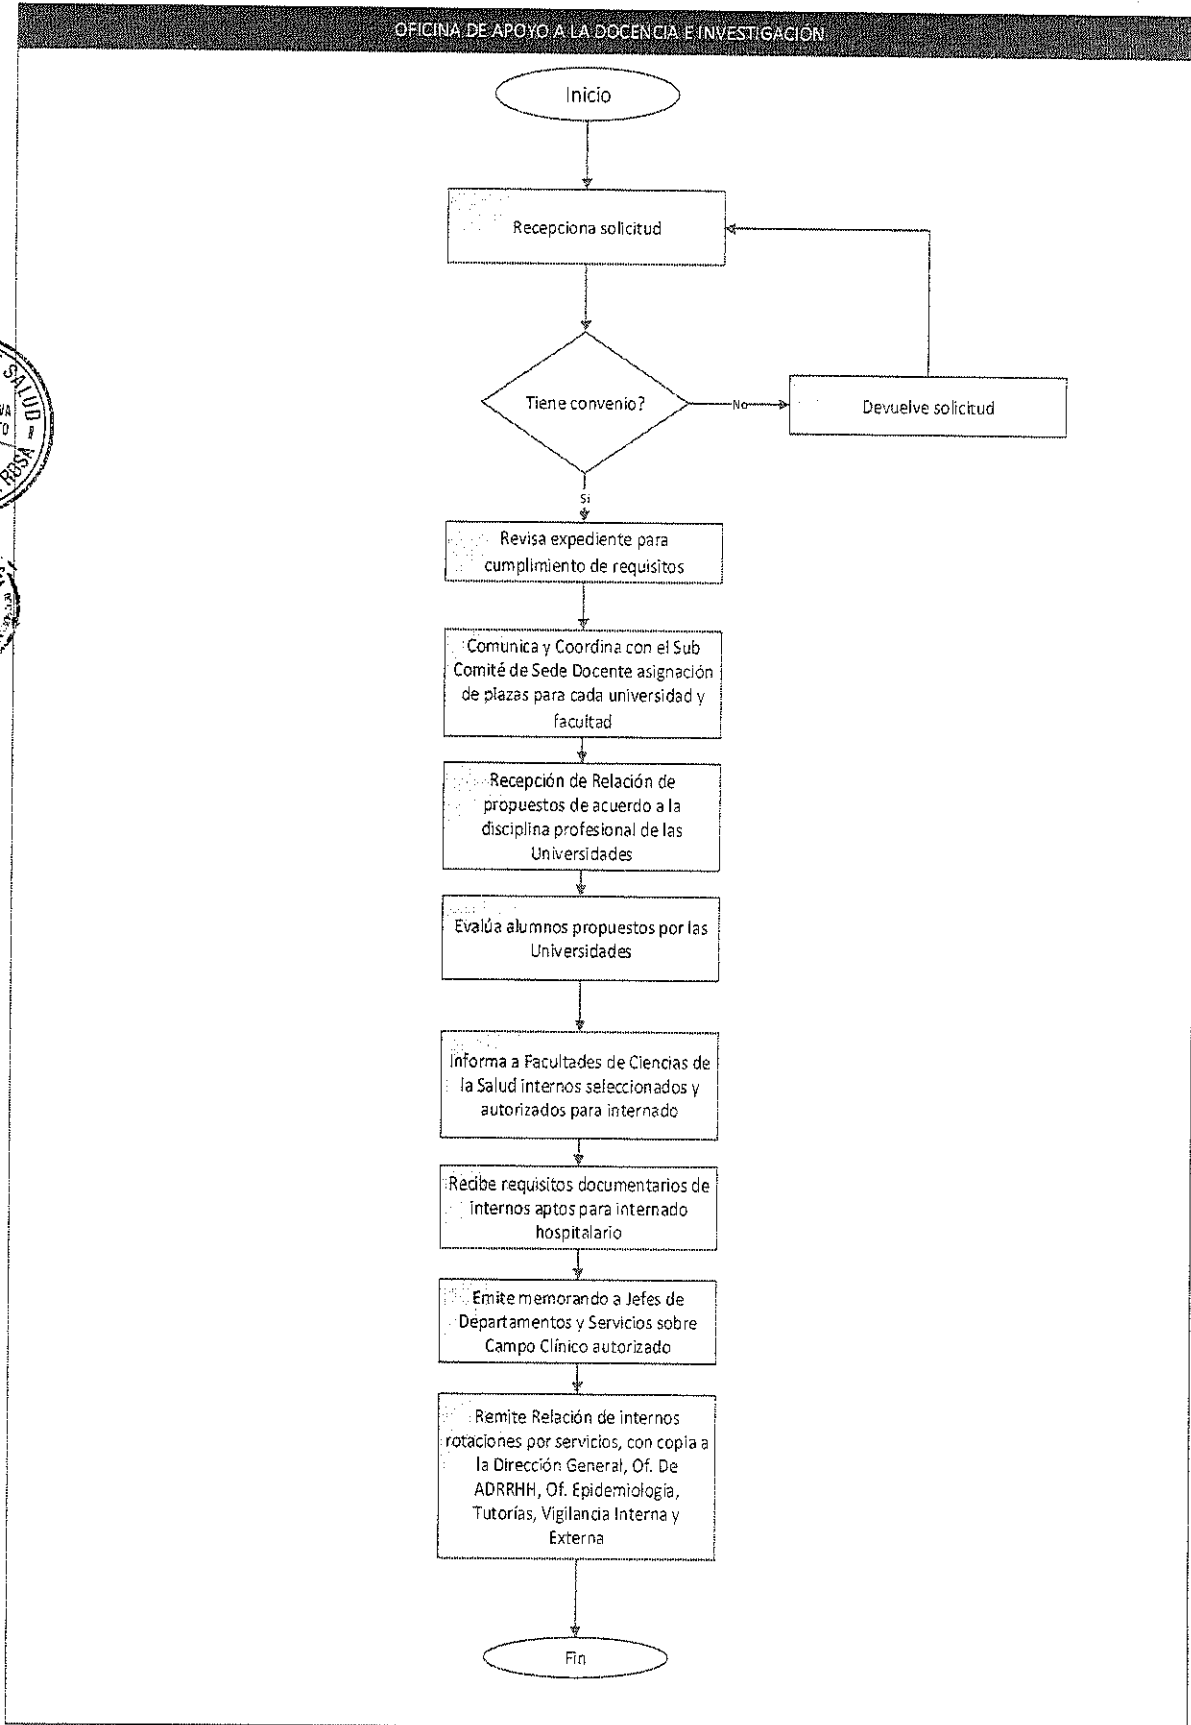 OFICINA DE APOYO A LA DOCENCIA E INVESTIGACIÓN
Inicio
Recepciona solicitud
Tiene convenio?
No
Devuelve solicitud
Si
Revisa expediente para
cumplimiento de requisitos
Comunica y Coordina con el Sub
Comité de Sede Docente asignación
de plazas para cada universidad y
facultad
Recepción de Relación de
propuestos de acuerdo a la
disciplina profesional de las
Universidades
Evalúa alumnos propuestos por las
Universidades
Informa a Facultades de Ciencias de
la Salud internos seleccionados y
autorizados para internado
Recibe requisitos documentarios de
internos aptos para internado
hospitalario
Emite memorando a Jefes de
Departamentos y Servicios sobre
Campo Clínico autorizado
Remite Relación de internos
rotaciones por servicios, con copia a
la Dirección General, Of. De
ADRRHH, Of. Epidemiologia,
Tutorías, Vigilancia Interna y
Externa
Fin
SALUD
ROSA